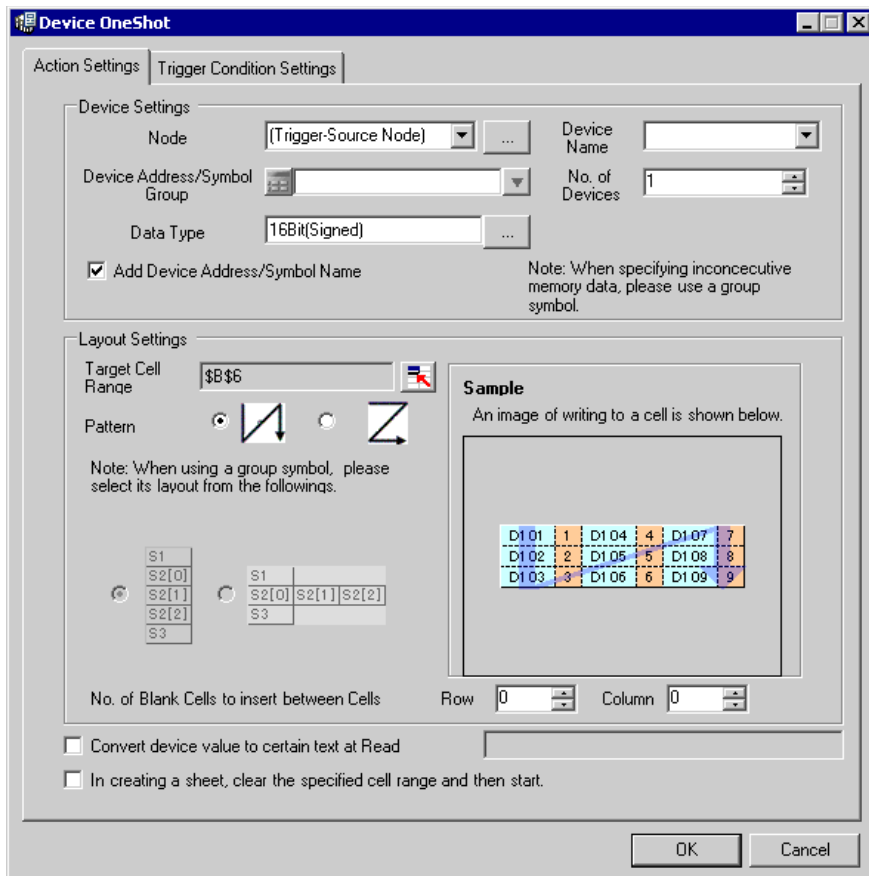 Device OneShot
Action Settings
Trigger Condition Settings
Device Settings
Node
(Trigger-Source Node)
...
Device
Name
Device Address/Symbol
Group
No. of
Devices
1
Data Type
16Bit(Signed)
...
Add Device Address/Symbol Name
Note: When specifying inconcecutive
memory data, please use a group
symbol.
Layout Settings
Target Cell
Range
$B$6
Pattern
Note: When using a group symbol, please
select its layout from the followings.
S1
S2[0]
S2[1]
S2[2]
S3
S1
S2[0] S2[1] S2[2]
S3
Sample
An image of writing to a cell is shown below.
D101 1 D104 4 D107 7
D102 2 D105 5 D108 8
D103 3 D106 6 D109 9
No. of Blank Cells to insert between Cells
Row
0
Column
0
Convert device value to certain text at Read
In creating a sheet, clear the specified cell range and then start.
OK
Cancel